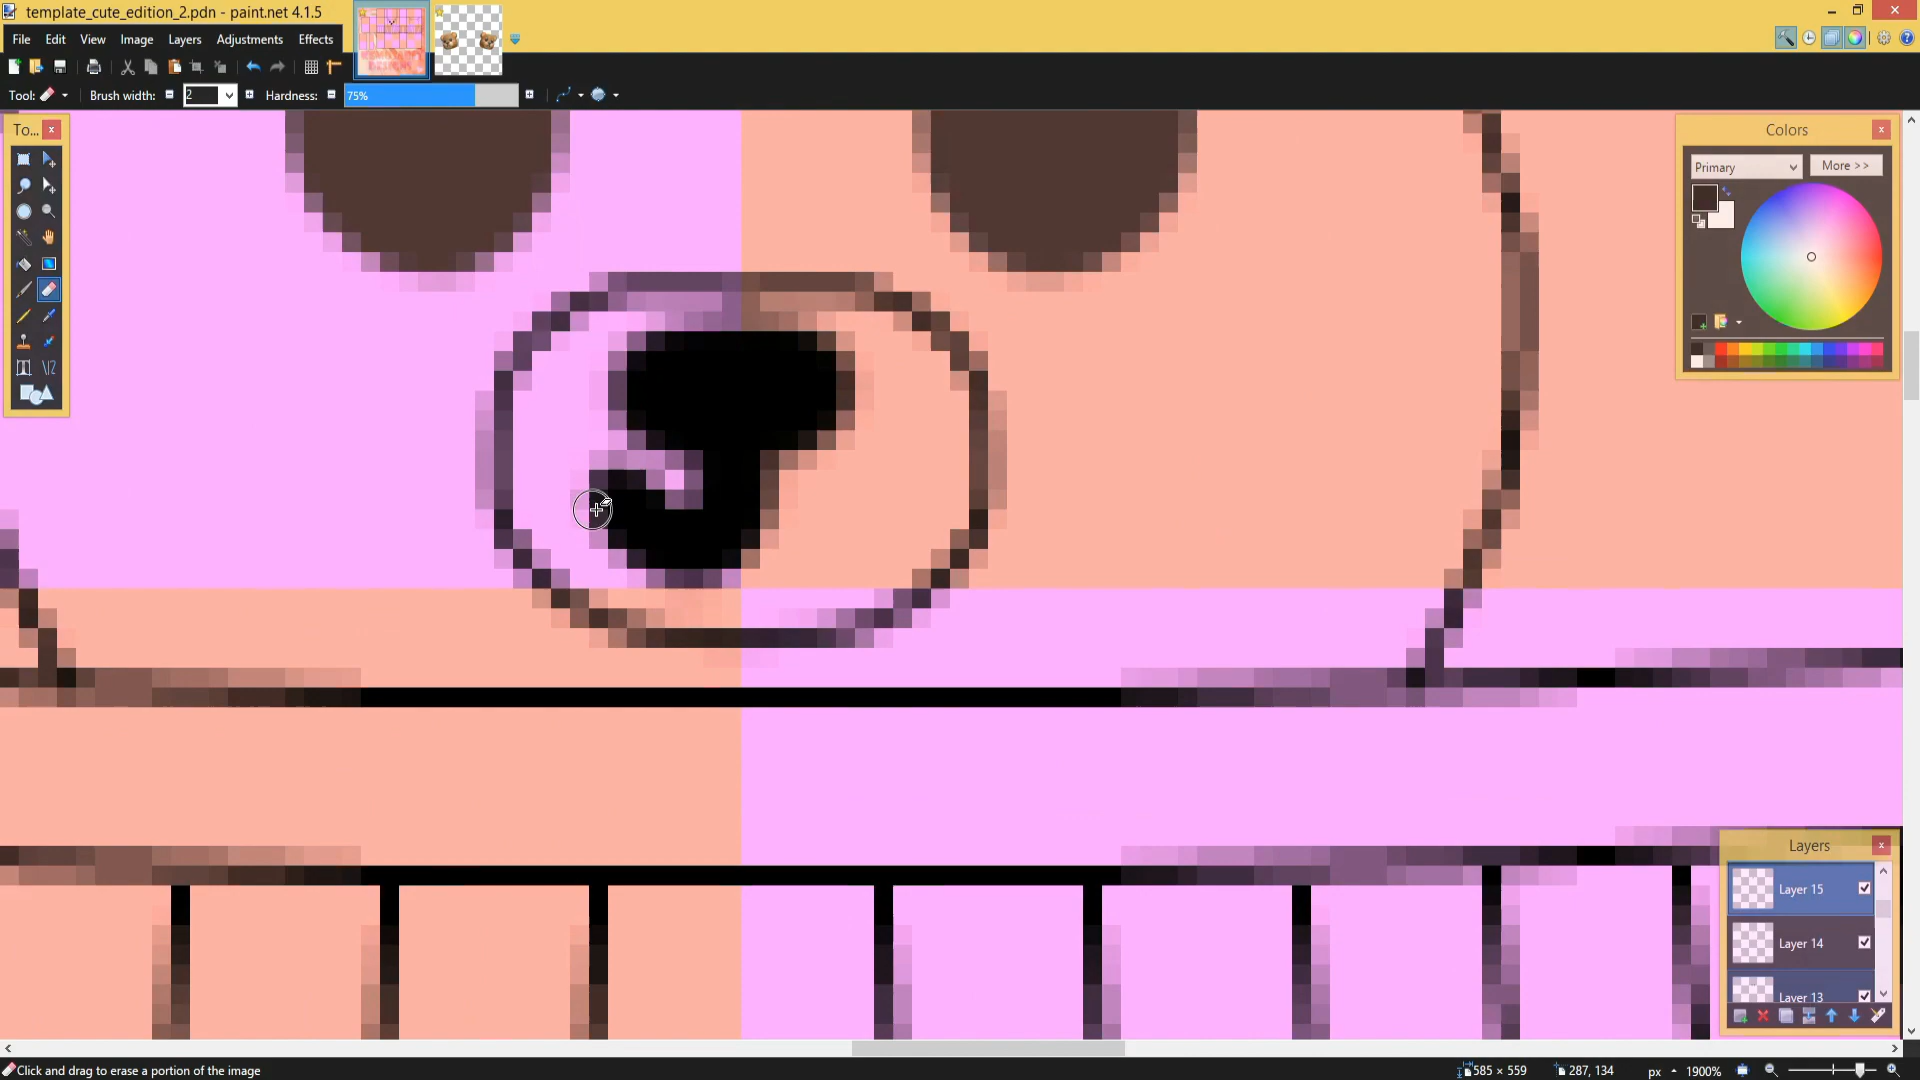 template_cute_edition_2.pdn - paint.net 4.1.5
File Edit View Image Layers Adjustments Effects
Tool: Brush width: 2 Hardness: 75%
To...
Colors
Primary More >>
Layers
Layer 15
Layer 14
Layer 13
Click and drag to erase a portion of the image 585 × 559 287, 134 px 1900%